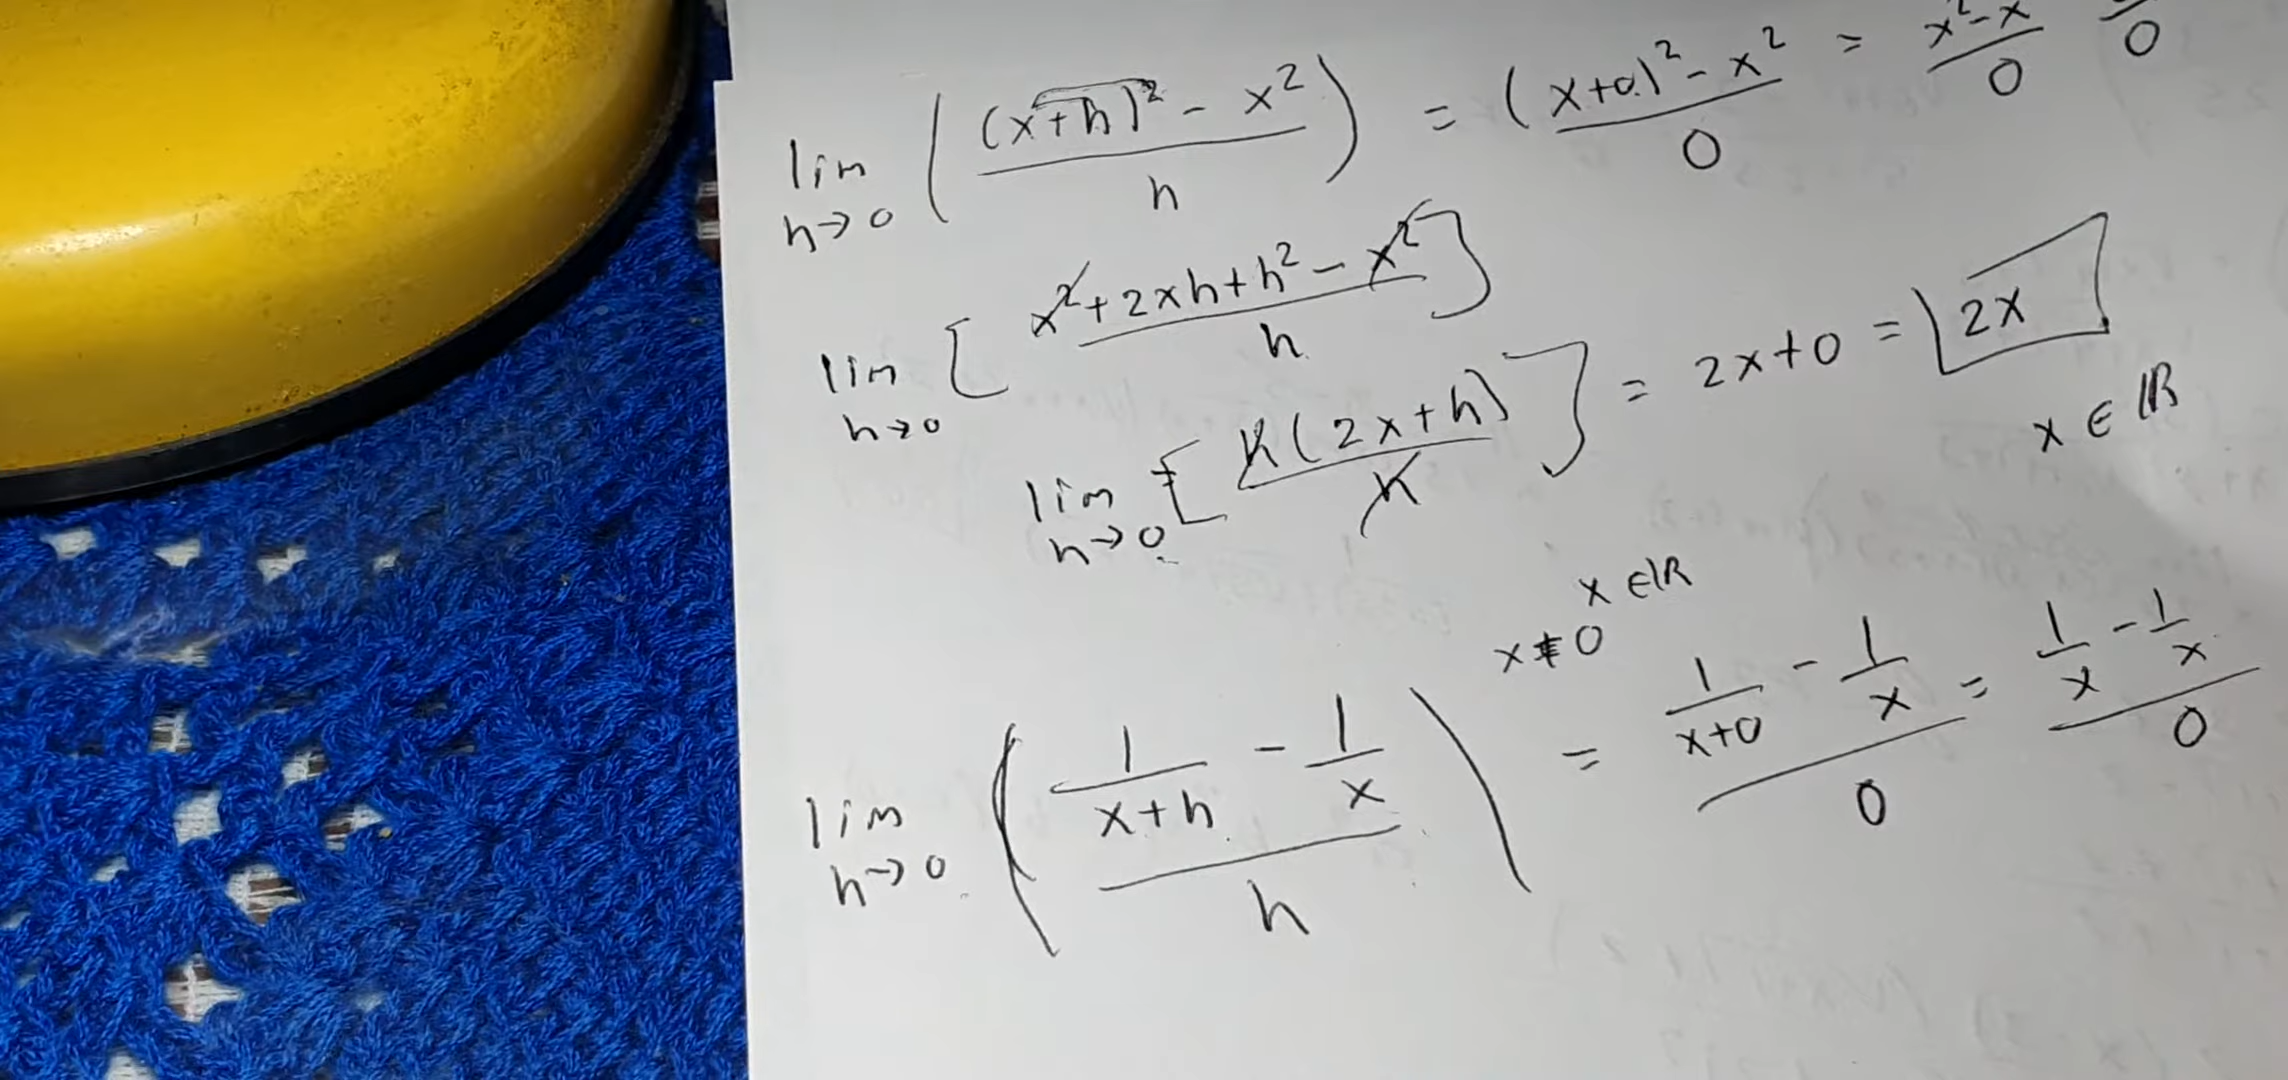 lim h→0 ( ((x+h)² - x²) / h ) = ((x+0)² - x²) / 0 = (x² - x) / 0 / 0
lim h→0 [ (x² + 2xh + h² - x²) / h ]
lim h→0 [ h(2x+h) / h ] = 2x+0 = 2x
x ∈ ℝ
x ∈ ℝ
x ≠ 0
lim h→0 ( (1/(x+h) - 1/x) / h ) = (1/(x+0) - 1/x) / 0 = (1/x - 1/x) / 0